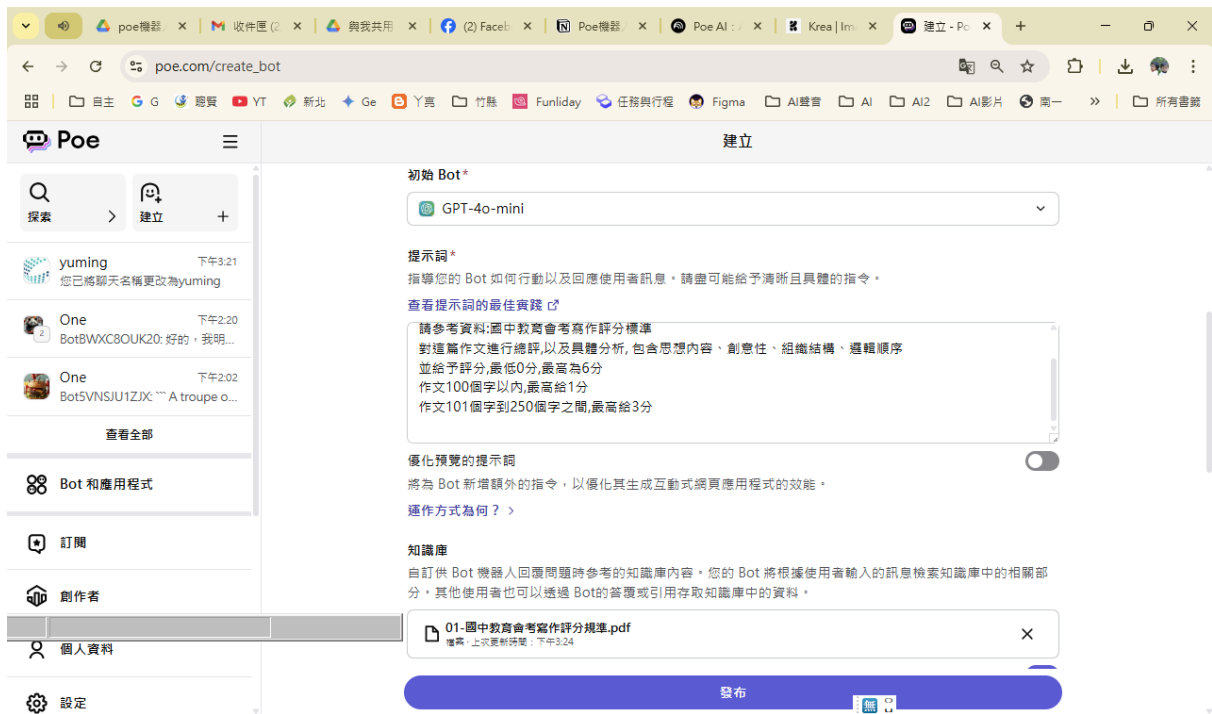 poe機器
收件匣 (2
與我共用
(2) Faceb
Poe機器
Poe AI :
Krea | Im
建立 - Po
poe.com/create_bot
自主
G
聰賢
YT
新北
Ge
丫亮
竹縣
Funliday
任務與行程
Figma
AI聲音
AI
AI2
AI影片
南一
所有書籤
Poe
建立
探索
建立
yuming
下午3:21
您已將聊天名稱更改為yuming
One
下午2:20
2
BotBWXC8OUK20: 好的，我明...
One
下午2:02
Bot5VNSJU1ZJX: ``` A troupe o...
查看全部
Bot 和應用程式
訂閱
創作者
個人資料
設定
初始 Bot*
GPT-4o-mini
提示詞*
指導您的 Bot 如何行動以及回應使用者訊息。請盡可能給予清晰且具體的指令。
查看提示詞的最佳實踐
請參考資料:國中教育會考寫作評分標準
對這篇作文進行總評,以及具體分析, 包含思想內容、創意性、組織結構、邏輯順序
並給予評分,最低0分,最高為6分
作文100個字以內,最高給1分
作文101個字到250個字之間,最高給3分
優化預覽的提示詞
將為 Bot 新增額外的指令，以優化其生成互動式網頁應用程式的效能。
運作方式為何？
知識庫
自訂供 Bot 機器人回覆問題時參考的知識庫內容。您的 Bot 將根據使用者輸入的訊息檢索知識庫中的相關部
分。其他使用者也可以透過 Bot的答覆或引用存取知識庫中的資料。
01-國中教育會考寫作評分規準.pdf
檔案 · 上次更新時間：下午3:24
發布
無